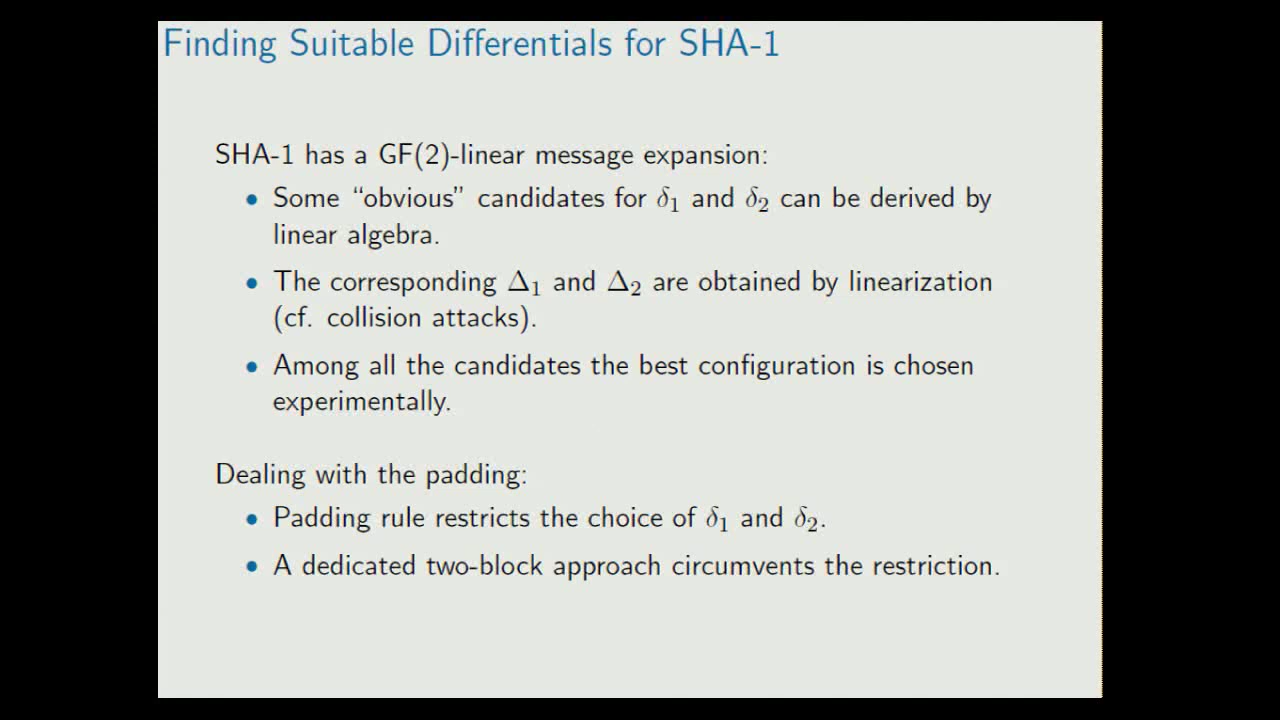 Finding Suitable Differentials for SHA-1
SHA-1 has a GF(2)-linear message expansion:
• Some “obvious” candidates for δ₁ and δ₂ can be derived by
linear algebra.
• The corresponding Δ₁ and Δ₂ are obtained by linearization
(cf. collision attacks).
• Among all the candidates the best configuration is chosen
experimentally.
Dealing with the padding:
• Padding rule restricts the choice of δ₁ and δ₂.
• A dedicated two-block approach circumvents the restriction.